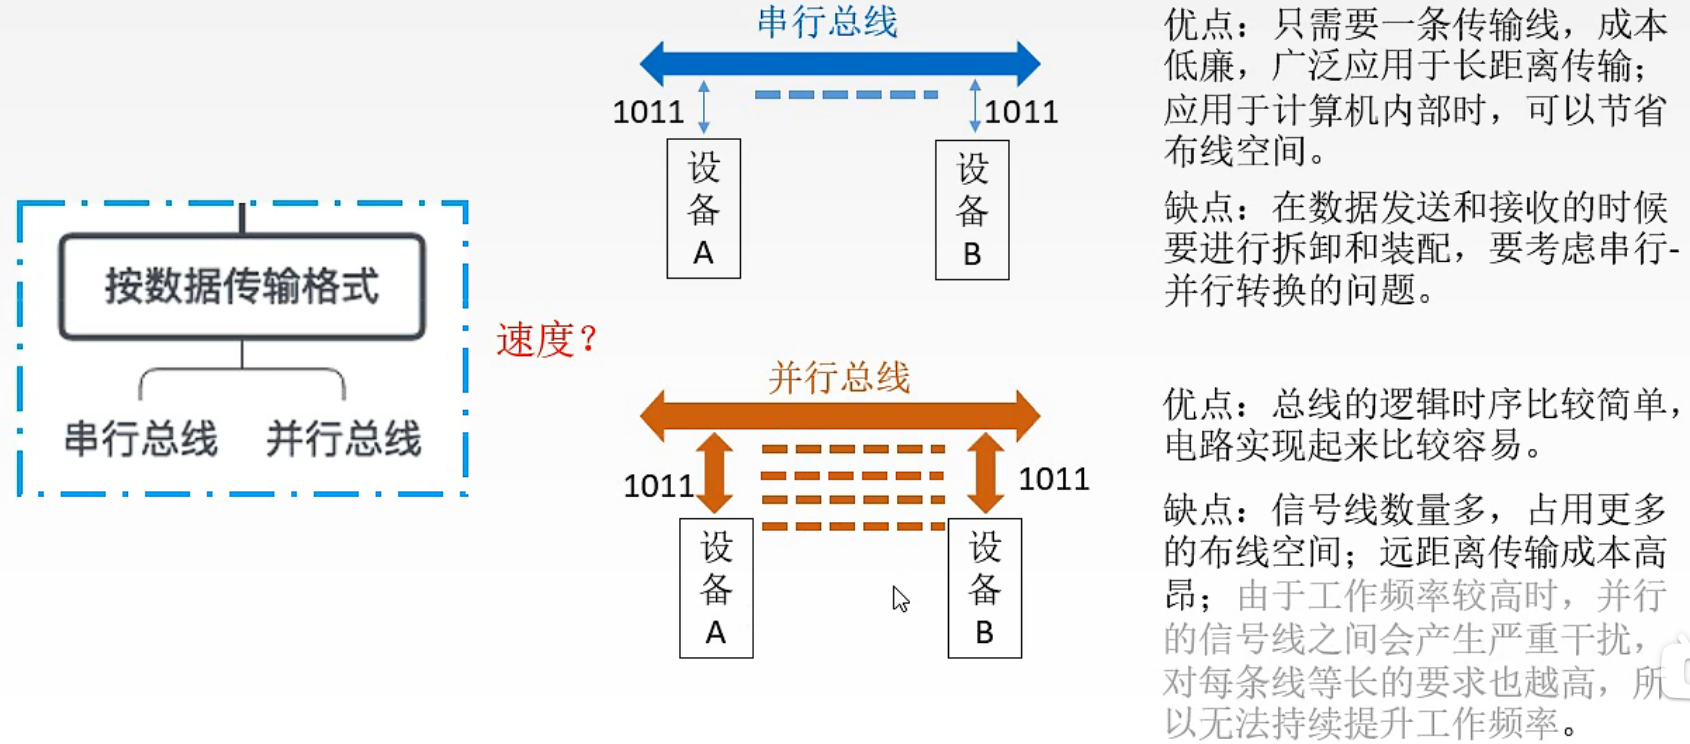 按数据传输格式
串行总线 并行总线
速度？
串行总线
1011
1011
设
备
A
设
备
B
并行总线
1011
1011
设
备
A
设
备
B
优点：只需要一条传输线，成本
低廉，广泛应用于长距离传输；
应用于计算机内部时，可以节省
布线空间。
缺点：在数据发送和接收的时候
要进行拆卸和装配，要考虑串行-
并行转换的问题。
优点：总线的逻辑时序比较简单，
电路实现起来比较容易。
缺点：信号线数量多，占用更多
的布线空间；远距离传输成本高
昂；由于工作频率较高时，并行
的信号线之间会产生严重干扰，
对每条线等长的要求也越高，所
以无法持续提升工作频率。